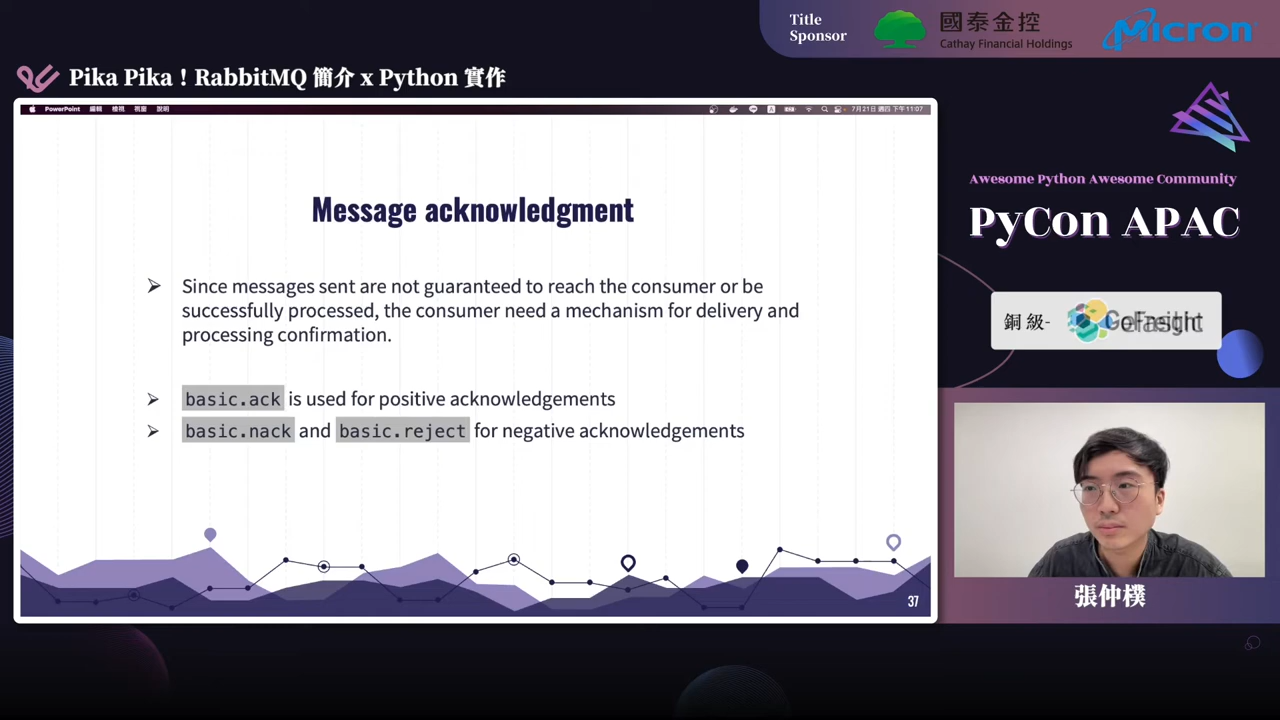 Title
Sponsor
國泰金控
Cathay Financial Holdings
Micron
Pika Pika！RabbitMQ 簡介 x Python 實作
PowerPoint 編輯 檢視 視窗 說明
A
7月21日 週四 下午11:07
Message acknowledgment
Since messages sent are not guaranteed to reach the consumer or be
successfully processed, the consumer need a mechanism for delivery and
processing confirmation.
basic.ack is used for positive acknowledgements
basic.nack and basic.reject for negative acknowledgements
37
Awesome Python Awesome Community
PyCon APAC
銅級-
GoFreight
張仲樸